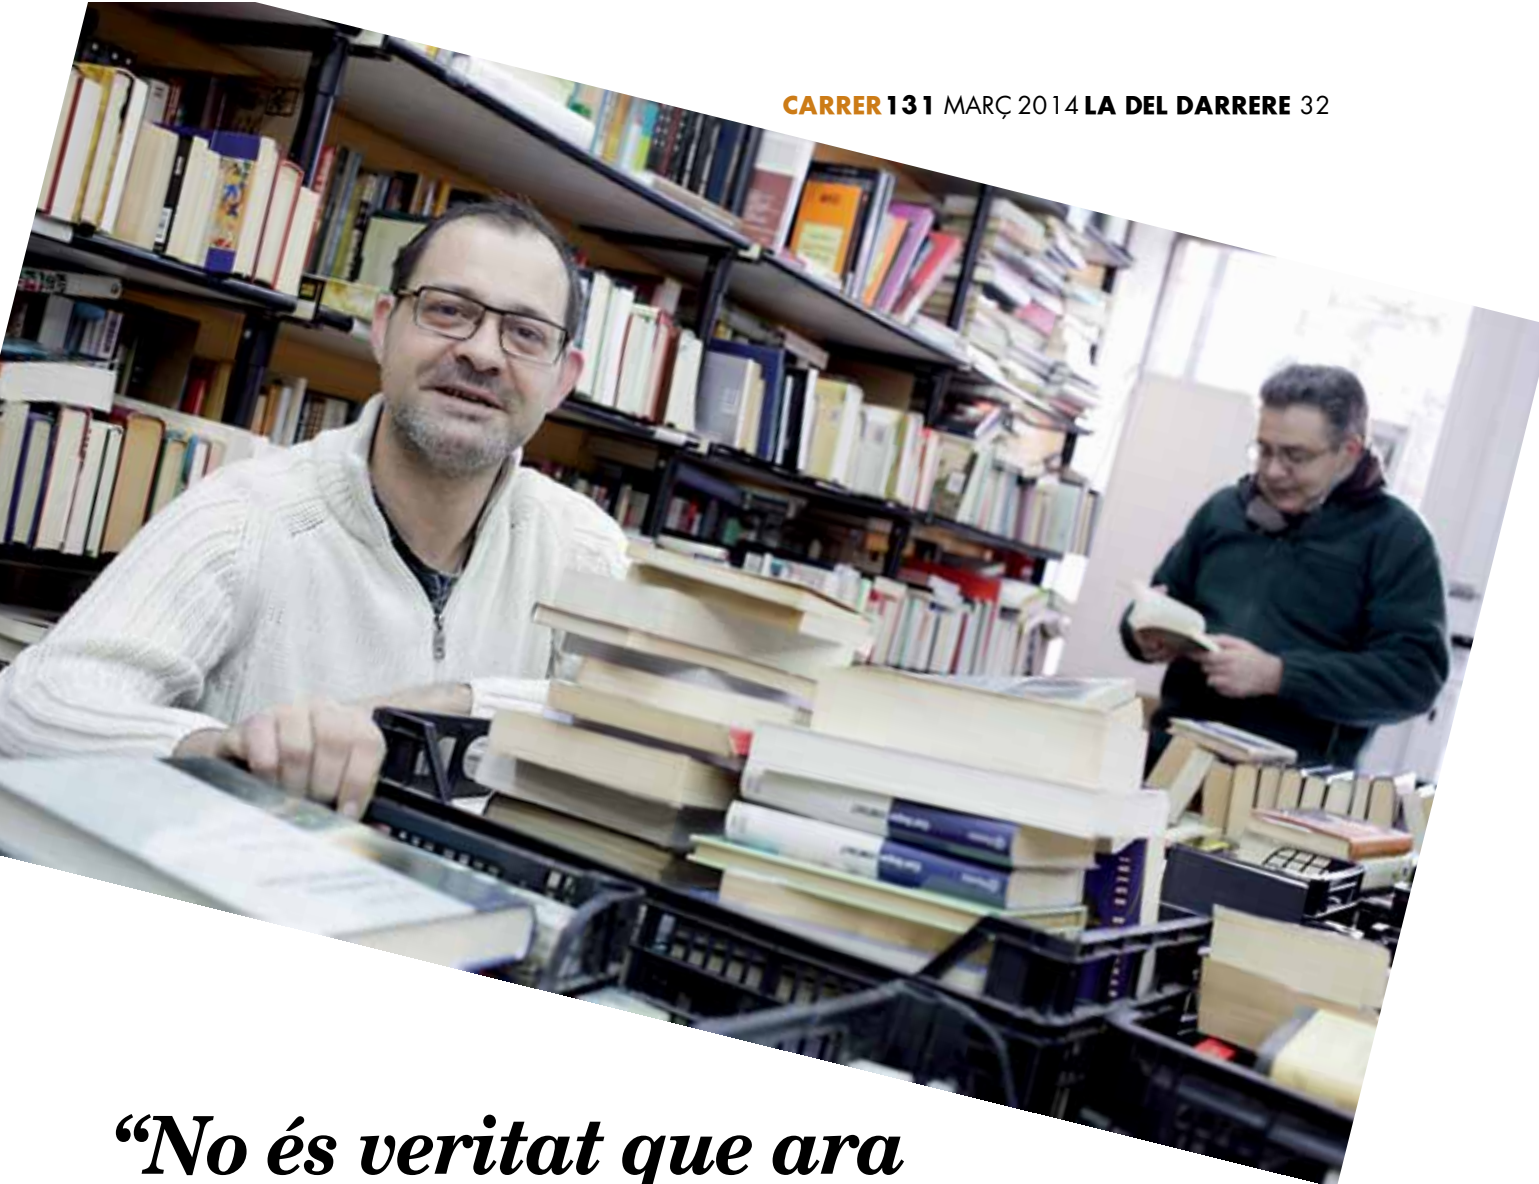 CARRER 131 MARÇ 2014 LA DEL DARRERE 32
“No és veritat que ara